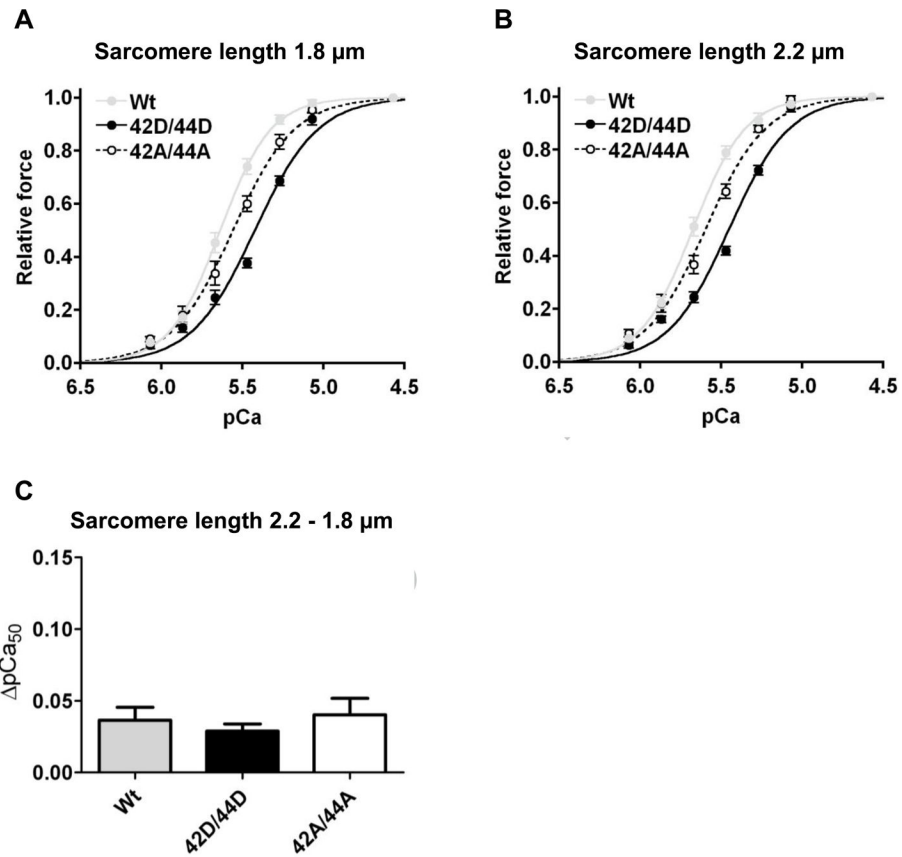 A
Sarcomere length 1.8 µm
Relative force
1.0
0.8
0.6
0.4
0.2
0.0
Wt
42D/44D
42A/44A
6.5 6.0 5.5 5.0 4.5
pCa
B
Sarcomere length 2.2 µm
Relative force
1.0
0.8
0.6
0.4
0.2
0.0
Wt
42D/44D
42A/44A
6.5 6.0 5.5 5.0 4.5
pCa
C
Sarcomere length 2.2 - 1.8 µm
ΔpCa50
0.15
0.10
0.05
0.00
Wt
42D/44D
42A/44A